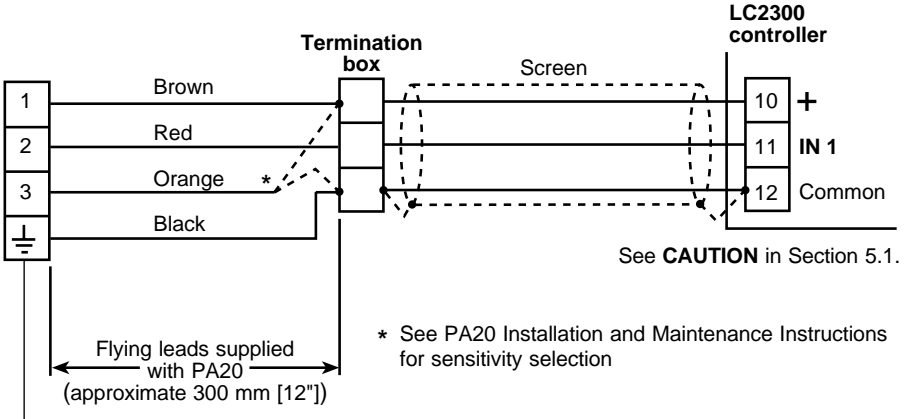 LC2300
controller
Termination
box
Screen
Brown
1
10 +
Red
2
11 IN 1
Orange *
3
12 Common
Black
See CAUTION in Section 5.1.
* See PA20 Installation and Maintenance Instructions
for sensitivity selection
Flying leads supplied
with PA20
(approximate 300 mm [12"])